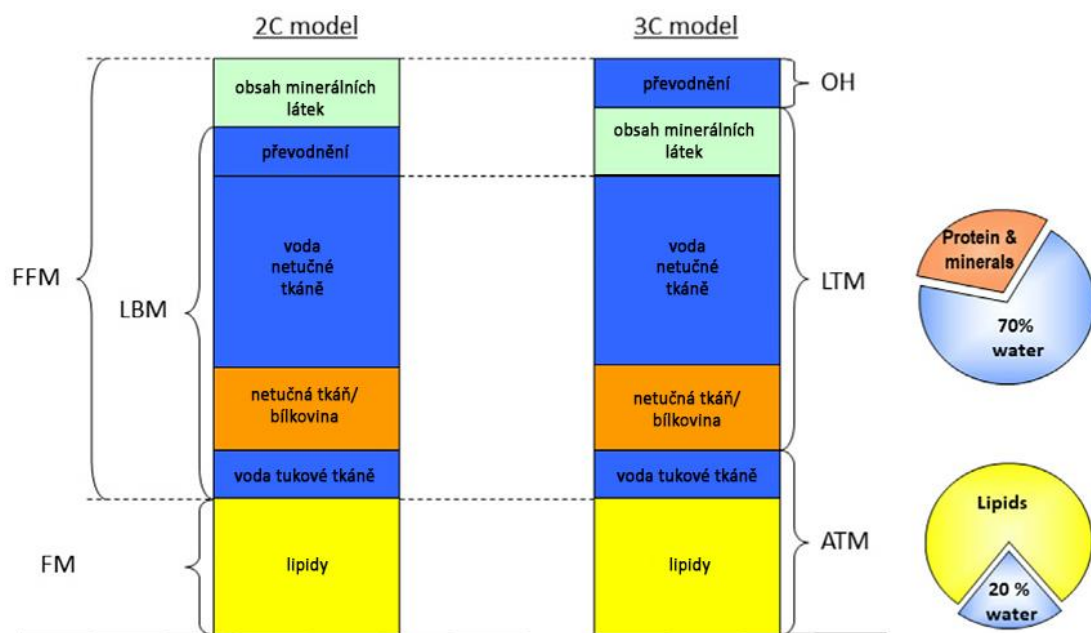 2C model
3C model
obsah minerálních
látek
převodnění
voda
netučné
tkáně
netučná tkáň/
bílkovina
voda tukové tkáně
lipidy
FFM
LBM
FM
převodnění
obsah minerálních
látek
voda
netučné
tkáně
netučná tkáň/
bílkovina
voda tukové tkáně
lipidy
OH
LTM
ATM
Protein &
minerals
70%
water
Lipids
20 %
water